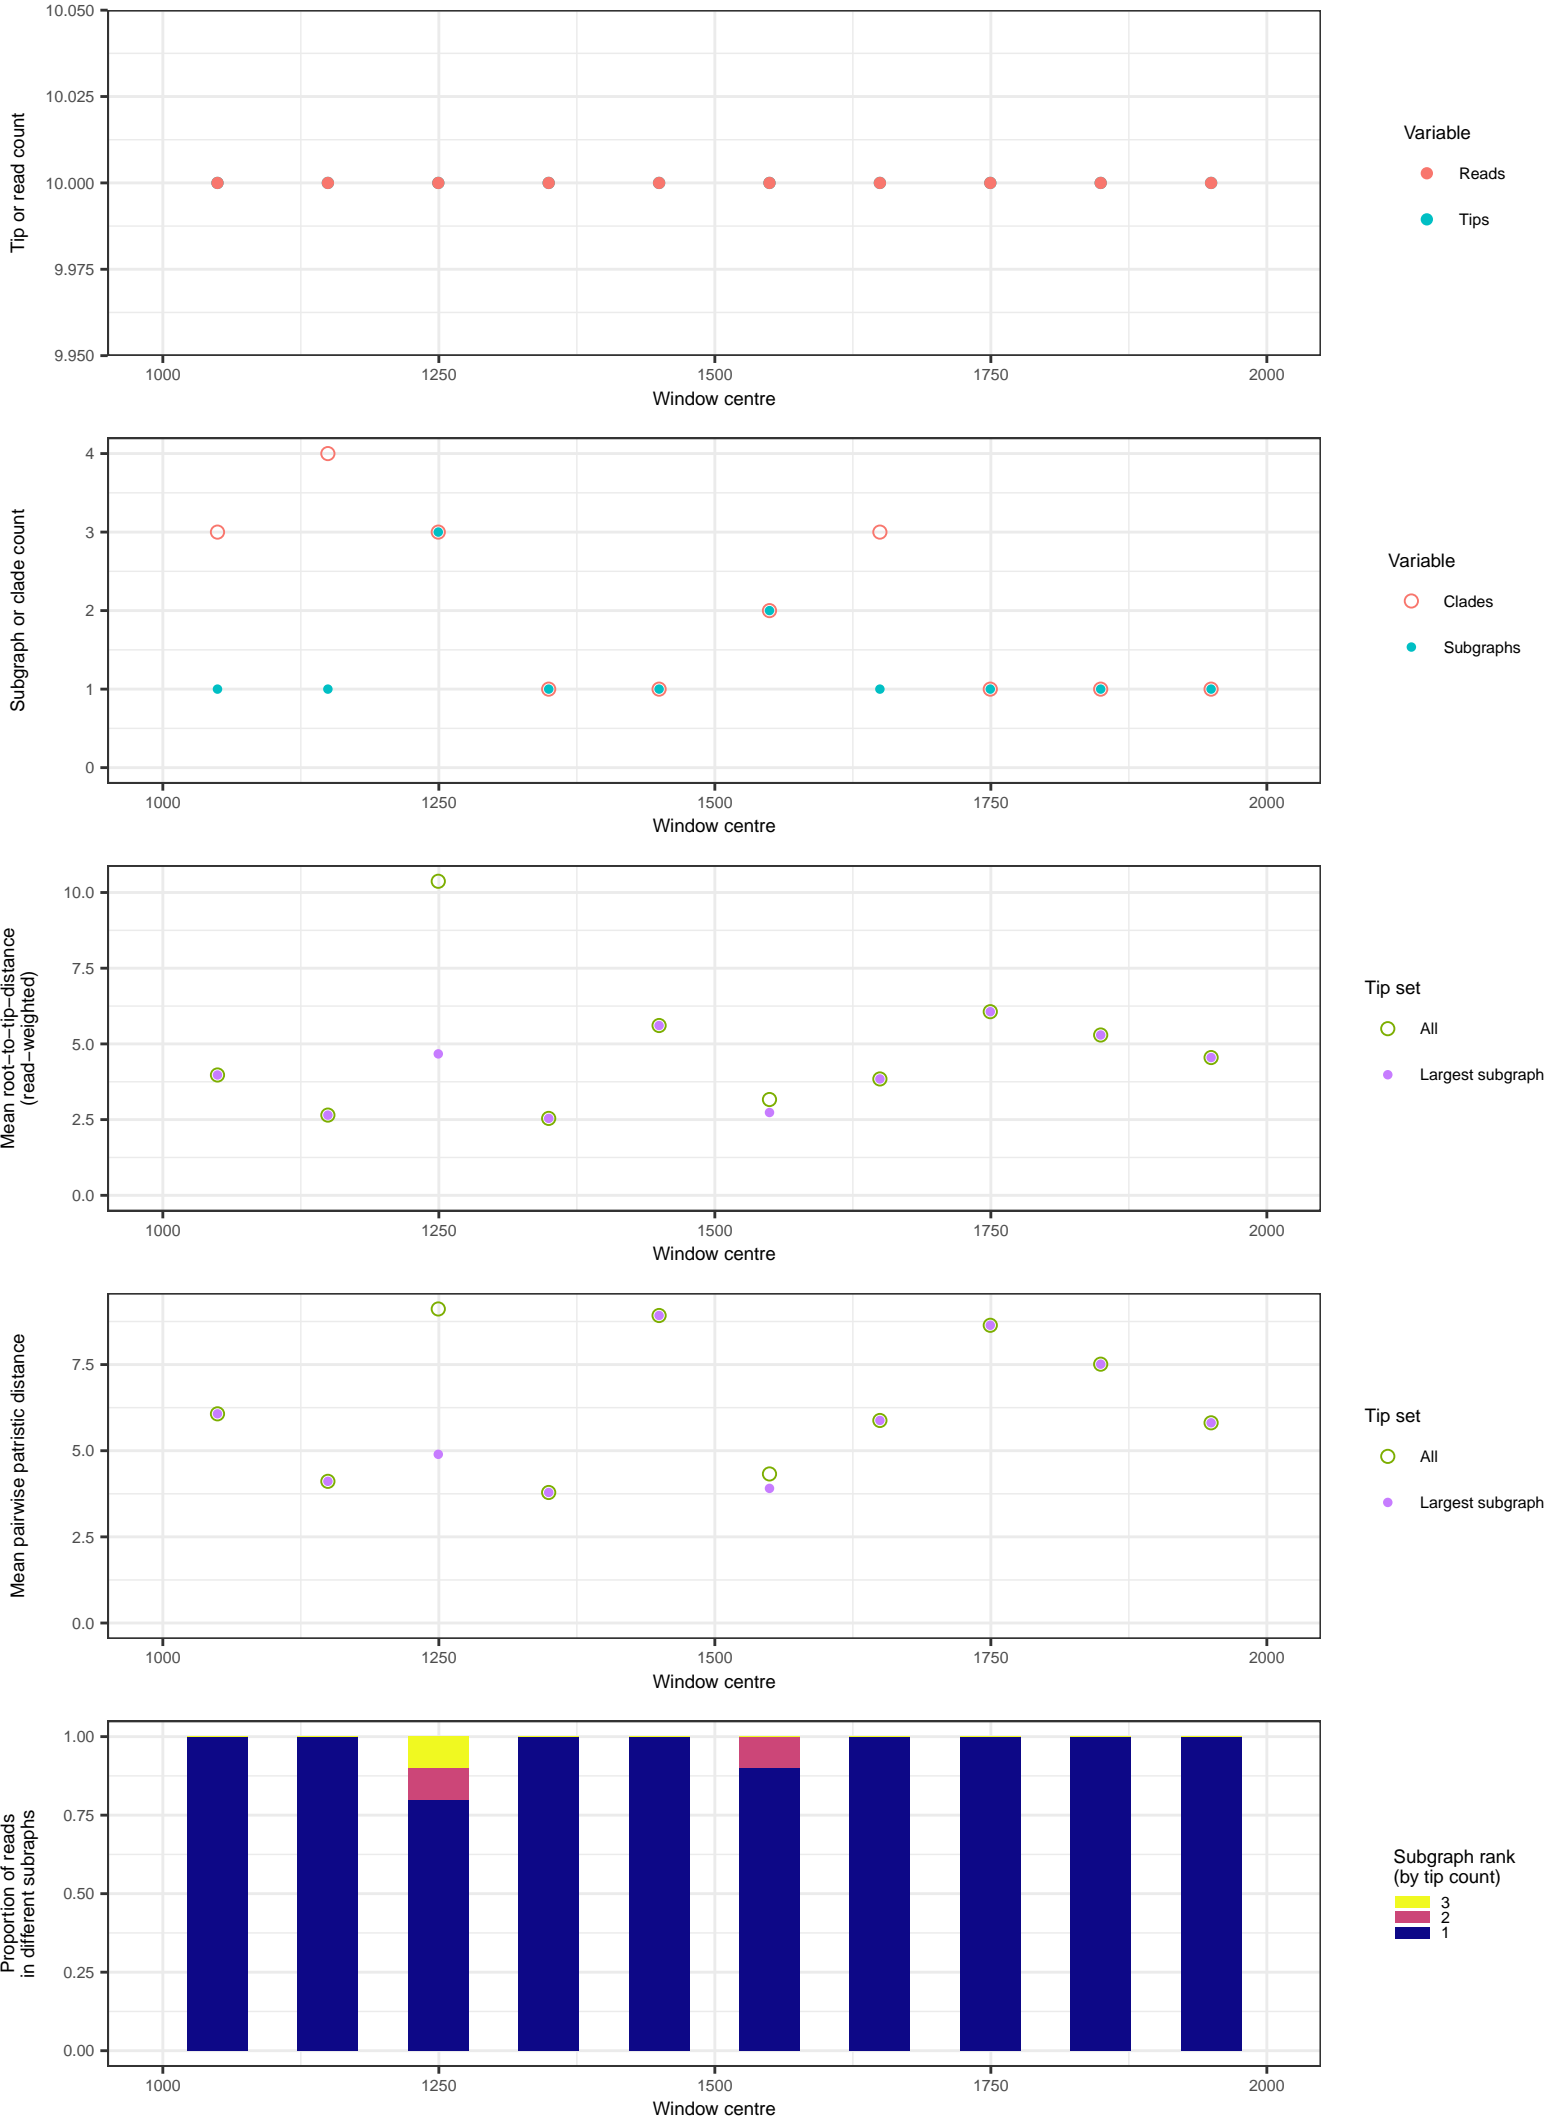 10.050
10.025
10.000
9.975
9.950
Tip or read count
1000 1250 1500 1750 2000
Window centre
Variable
Reads
Tips
4
3
2
1
0
Subgraph or clade count
1000 1250 1500 1750 2000
Window centre
Variable
Clades
Subgraphs
10.0
7.5
5.0
2.5
0.0
Mean root−to−tip−distance
(read−weighted)
1000 1250 1500 1750 2000
Window centre
Tip set
All
Largest subgraph
7.5
5.0
2.5
0.0
Mean pairwise patristic distance
1000 1250 1500 1750 2000
Window centre
Tip set
All
Largest subgraph
1.00
0.75
0.50
0.25
0.00
Proportion of reads
in different subraphs
1000 1250 1500 1750 2000
Window centre
Subgraph rank
(by tip count)
3
2
1